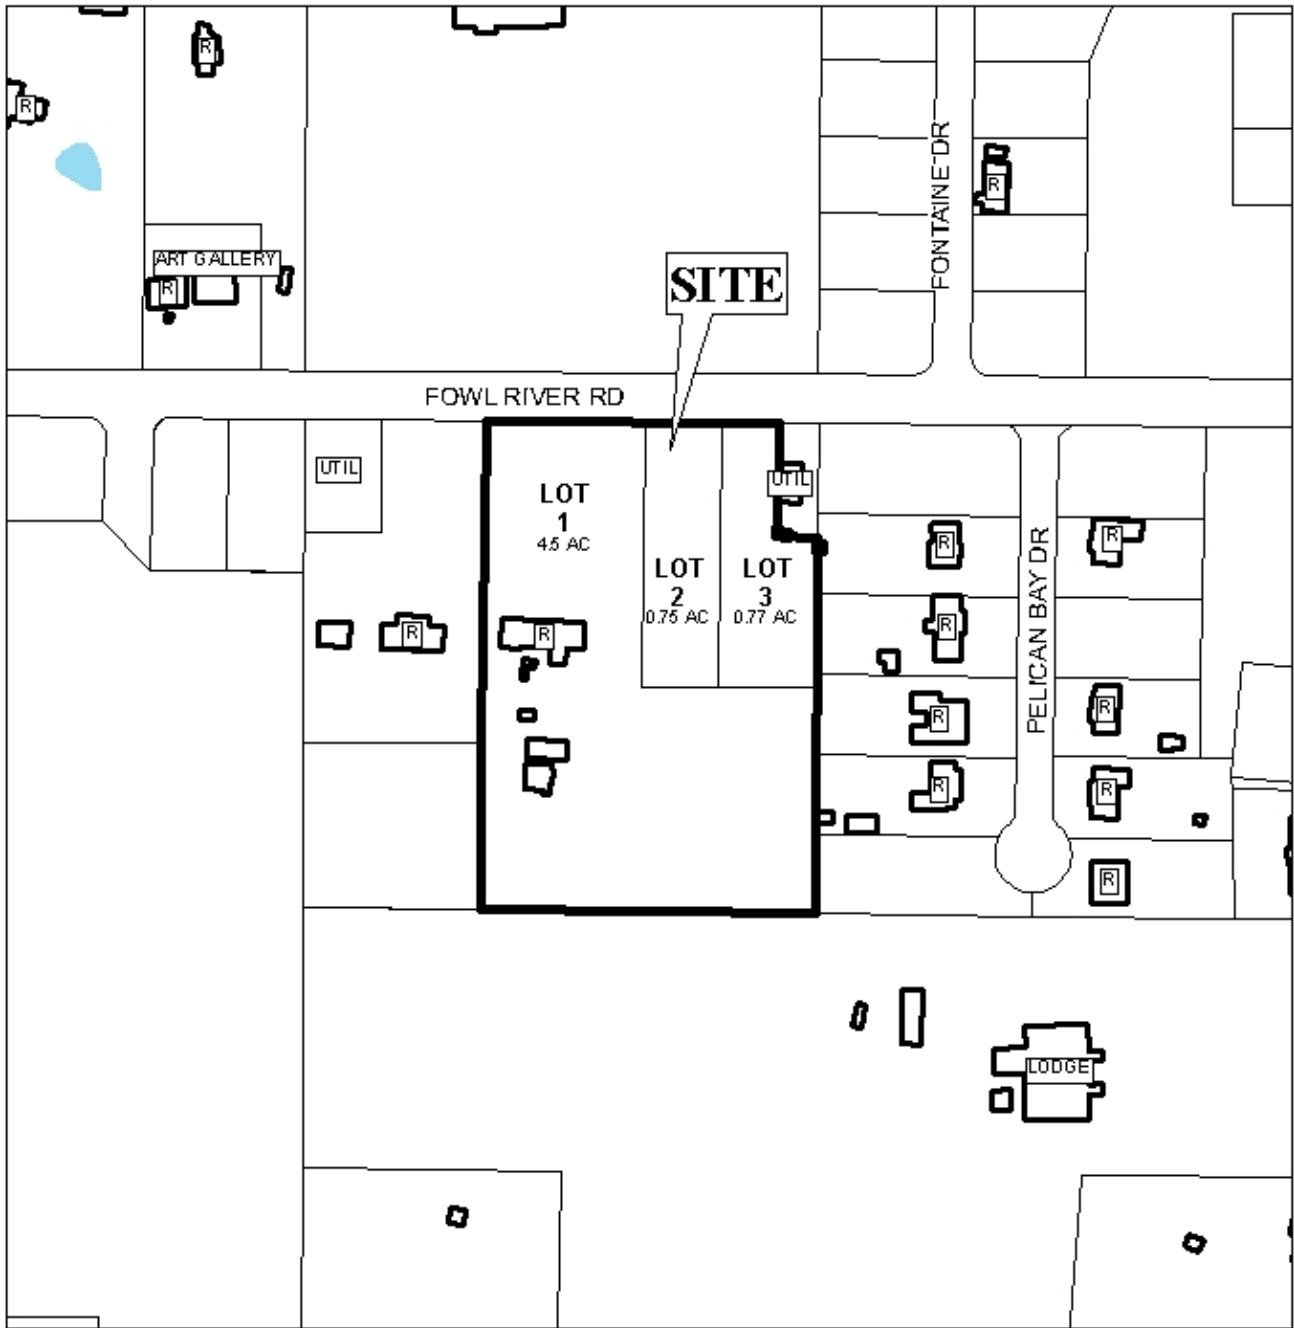 R
R
FONTAINE DR
R
ART GALLERY
R
SITE
FOWL RIVER RD
UTIL
UTIL
LOT
1
4.5 AC
LOT
2
0.75 AC
LOT
3
0.77 AC
PELICAN BAY DR
R
R
R
R
R
R
R
R
R
R
R
LODGE